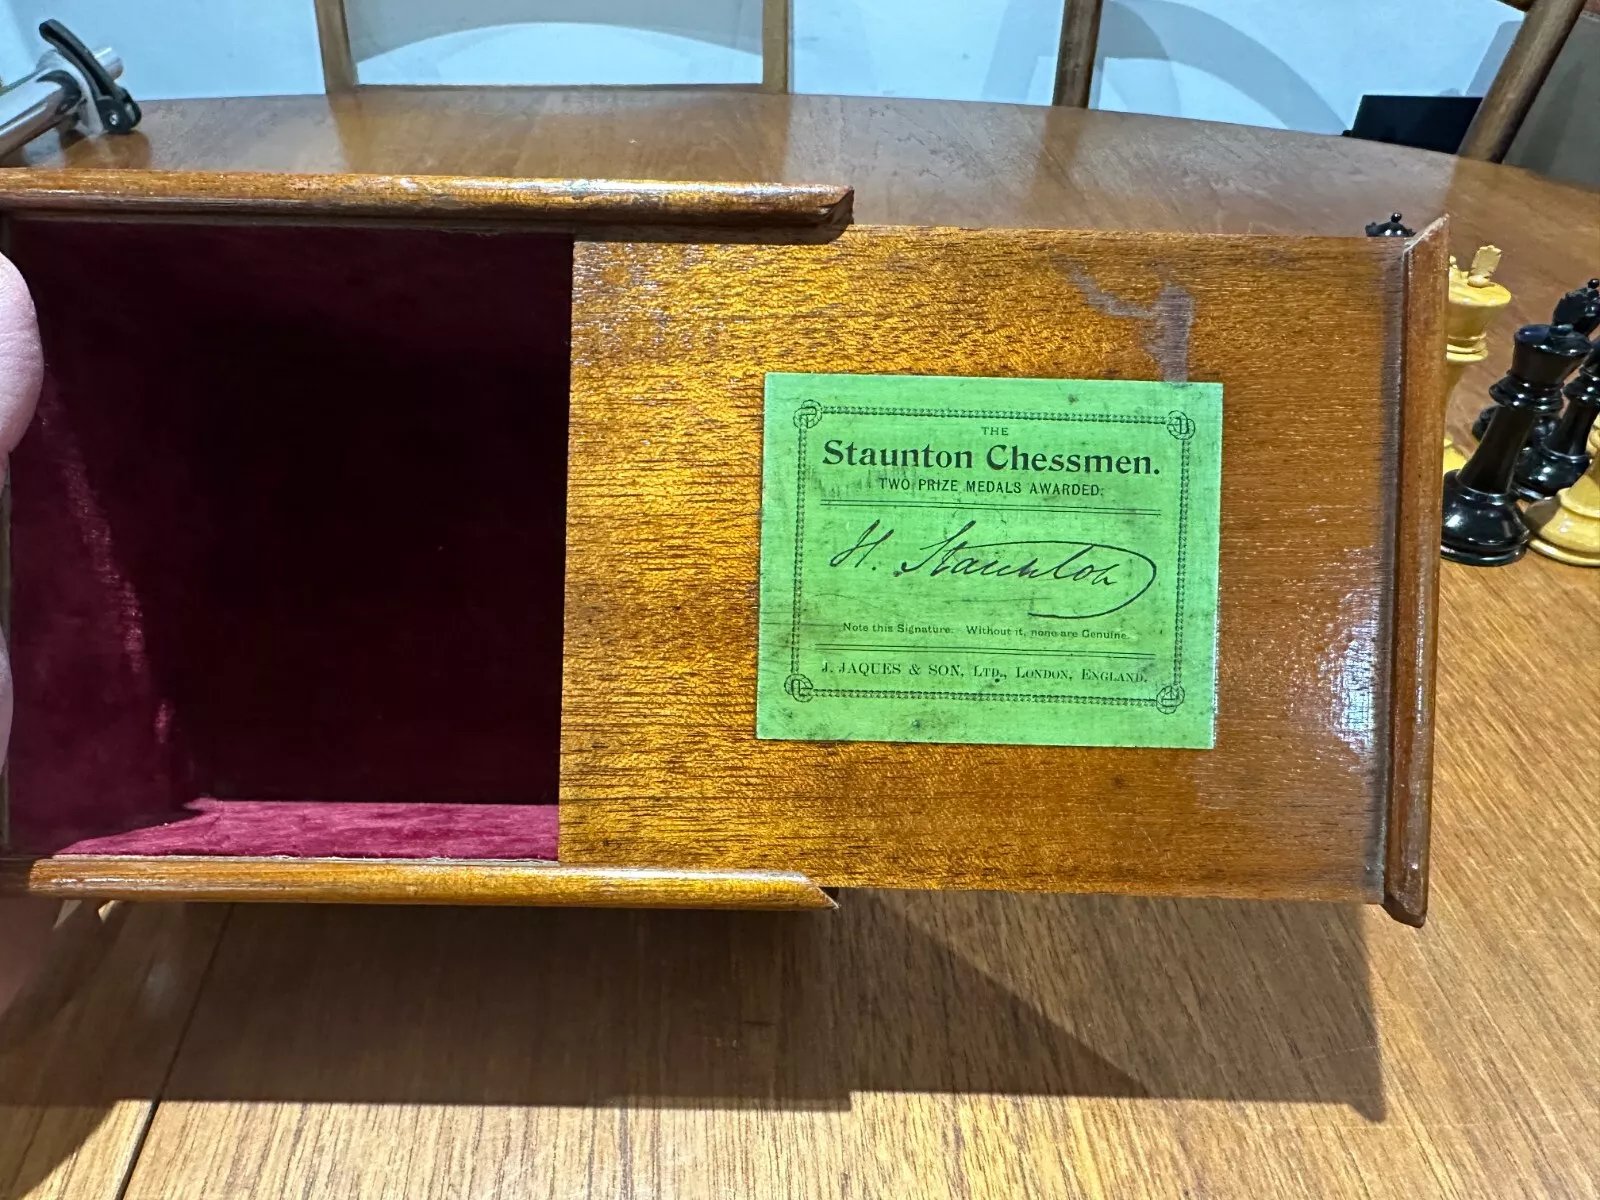 THE
Staunton Chessmen.
TWO PRIZE MEDALS AWARDED.
H. Staunton
Note this Signature. Without it, none are Genuine.
J. JAQUES & SON, LTD., LONDON, ENGLAND.